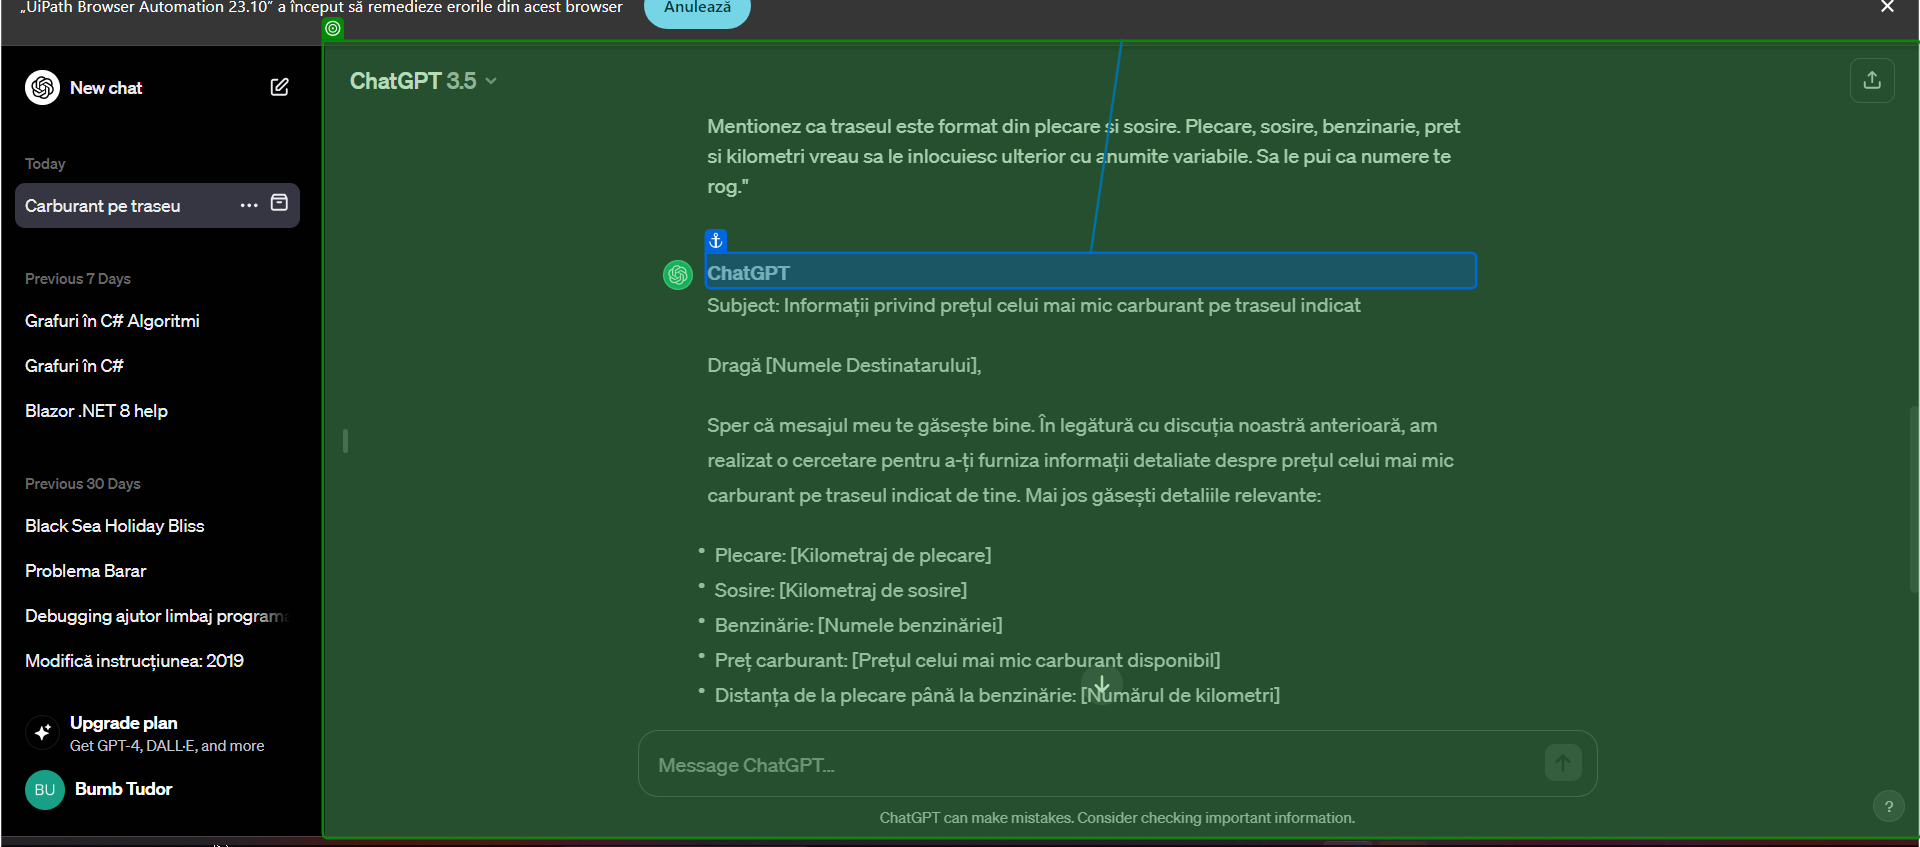 „UiPath Browser Automation 23.10” a început să remedieze erorile din acest browser
Anulează
New chat
Today
Carburant pe traseu
Previous 7 Days
Grafuri în C# Algoritmi
Grafuri în C#
Blazor .NET 8 help
Previous 30 Days
Black Sea Holiday Bliss
Problema Barar
Debugging ajutor limbaj programa
Modifică instrucțiunea: 2019
Upgrade plan
Get GPT-4, DALL·E, and more
BU
Bumb Tudor
ChatGPT 3.5
Mentionez ca traseul este format din plecare si sosire. Plecare, sosire, benzinarie, pret
si kilometri vreau sa le inlocuiesc ulterior cu anumite variabile. Sa le pui ca numere te
rog."
ChatGPT
Subject: Informații privind prețul celui mai mic carburant pe traseul indicat
Dragă [Numele Destinatarului],
Sper că mesajul meu te găsește bine. În legătură cu discuția noastră anterioară, am
realizat o cercetare pentru a-ți furniza informații detaliate despre prețul celui mai mic
carburant pe traseul indicat de tine. Mai jos găsești detaliile relevante:
• Plecare: [Kilometraj de plecare]
• Sosire: [Kilometraj de sosire]
• Benzinărie: [Numele benzinăriei]
• Preț carburant: [Prețul celui mai mic carburant disponibil]
• Distanța de la plecare până la benzinărie: [Numărul de kilometri]
Message ChatGPT...
ChatGPT can make mistakes. Consider checking important information.
?